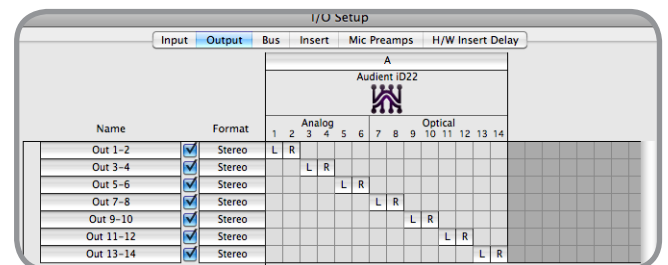 I/O Setup
Input Output Bus Insert Mic Preamps H/W Insert Delay
A
Audient iD22
Analog Optical
Name Format 1 2 3 4 5 6 7 8 9 10 11 12 13 14
Out 1-2 Stereo L R
Out 3-4 Stereo L R
Out 5-6 Stereo L R
Out 7-8 Stereo L R
Out 9-10 Stereo L R
Out 11-12 Stereo L R
Out 13-14 Stereo L R